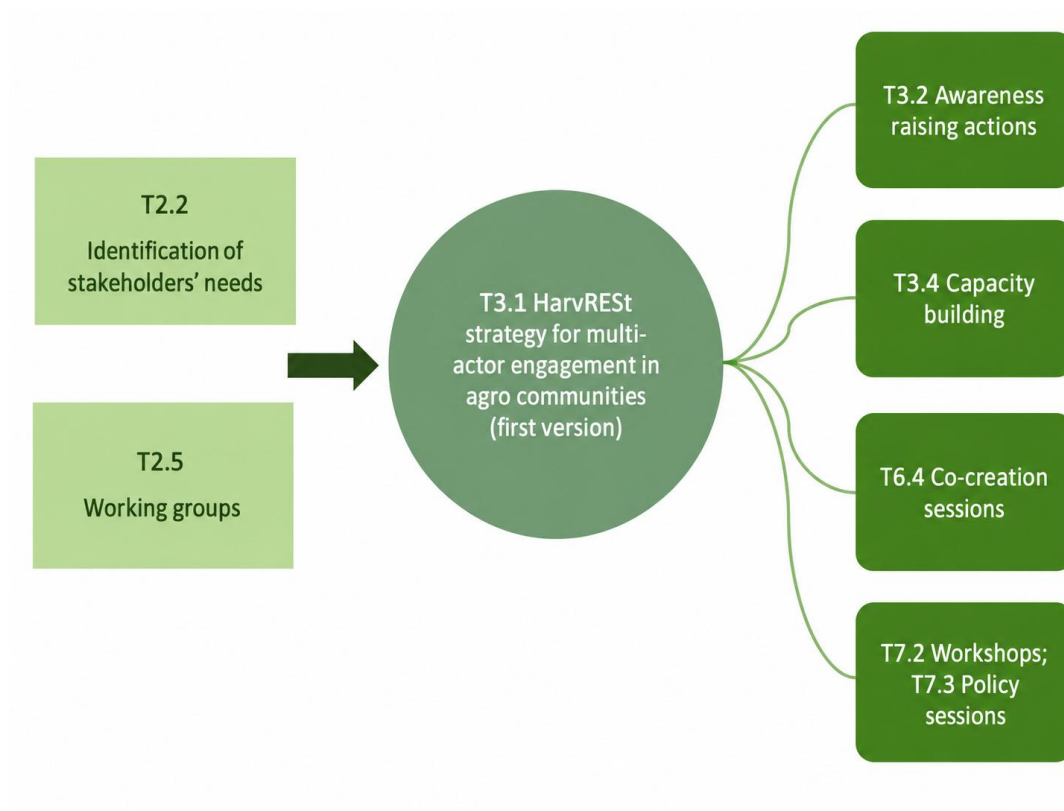 T2.2
Identification of
stakeholders’ needs
T2.5
Working groups
T3.1 HarvRESt
strategy for multi-
actor engagement in
agro communities
(first version)
T3.2 Awareness
raising actions
T3.4 Capacity
building
T6.4 Co-creation
sessions
T7.2 Workshops;
T7.3 Policy
sessions